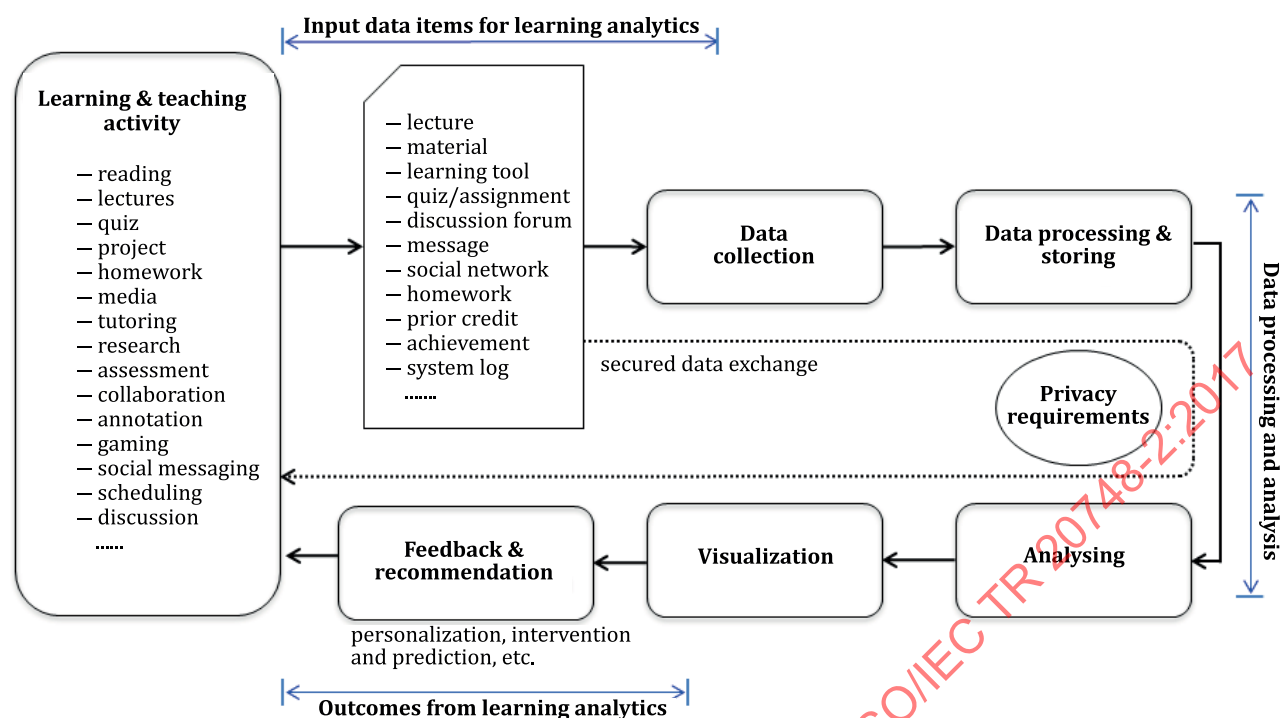 Input data items for learning analytics
Learning & teaching
activity
— reading
— lectures
— quiz
— project
— homework
— media
— tutoring
— research
— assessment
— collaboration
— annotation
— gaming
— social messaging
— scheduling
— discussion
......
— lecture
— material
— learning tool
— quiz/assignment
— discussion forum
— message
— social network
— homework
— prior credit
— achievement
— system log
......
Data
collection
Data processing &
storing
Data processing and analysis
secured data exchange
Privacy
requirements
Analysing
Visualization
Feedback &
recommendation
personalization, intervention
and prediction, etc.
Outcomes from learning analytics
SO/IEC TR 20748-2:2017